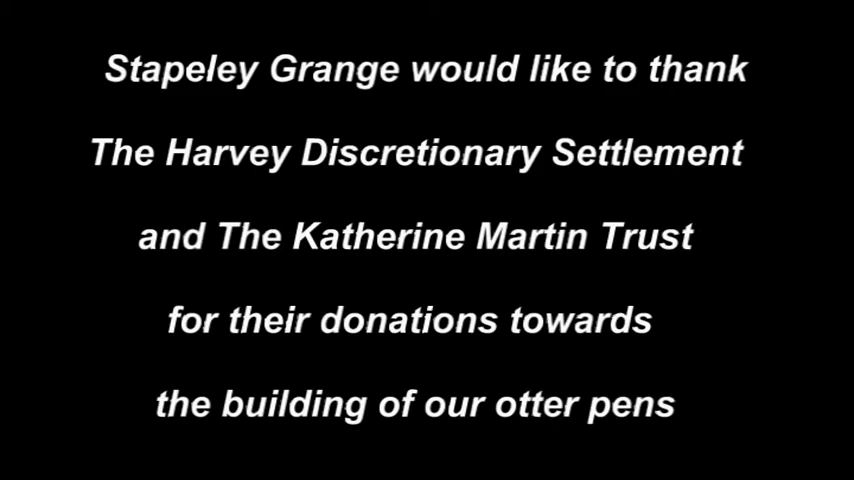 Stapeley Grange would like to thank
The Harvey Discretionary Settlement
and The Katherine Martin Trust
for their donations towards
the building of our otter pens